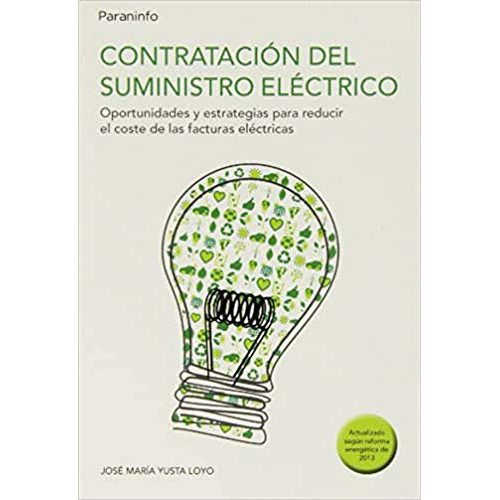 Paraninfo
CONTRATACIÓN DEL
SUMINISTRO ELÉCTRICO
Oportunidades y estrategias para reducir
el coste de las facturas eléctricas
Actualizado
según reforma
energética de
2013
JOSÉ MARÍA YUSTA LOYO